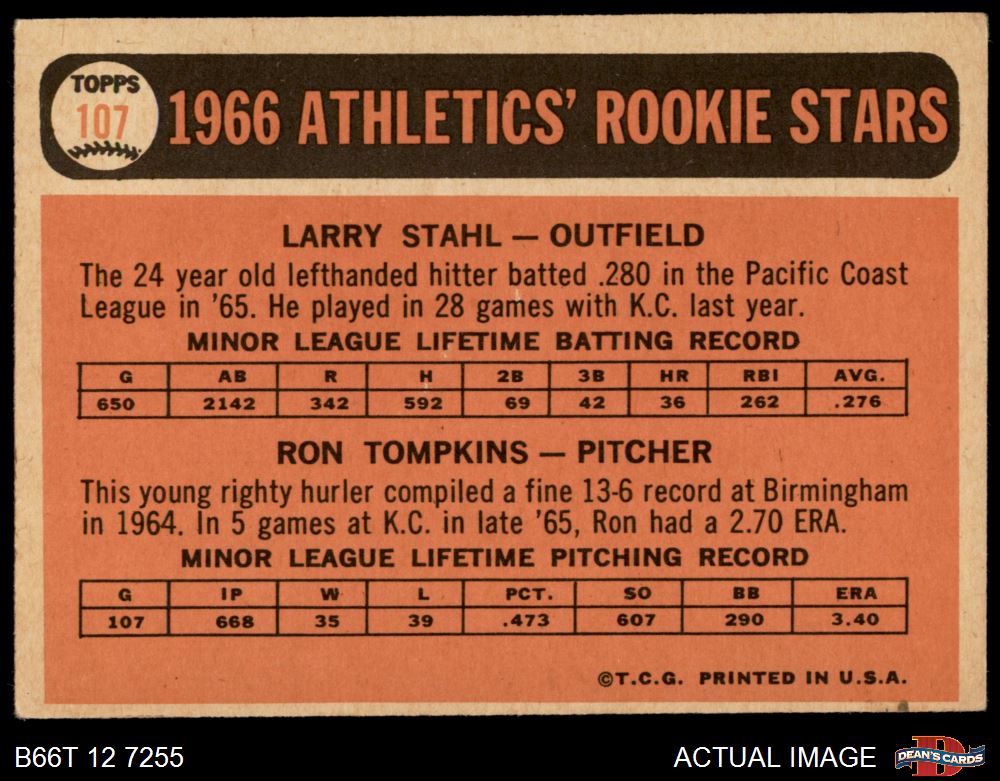 TOPPS
107
1966 ATHLETICS' ROOKIE STARS
LARRY STAHL — OUTFIELD
The 24 year old lefthanded hitter batted .280 in the Pacific Coast
League in '65. He played in 28 games with K.C. last year.
MINOR LEAGUE LIFETIME BATTING RECORD
G AB R H 2B 3B HR RBI AVG.
650 2142 342 592 69 42 36 262 .276
RON TOMPKINS — PITCHER
This young righty hurler compiled a fine 13-6 record at Birmingham
in 1964. In 5 games at K.C. in late '65, Ron had a 2.70 ERA.
MINOR LEAGUE LIFETIME PITCHING RECORD
G IP W L PCT. SO BB ERA
107 668 35 39 .473 607 290 3.40
©T.C.G. PRINTED IN U.S.A.
B66T 12 7255
ACTUAL IMAGE
D
DEAN'S CARDS